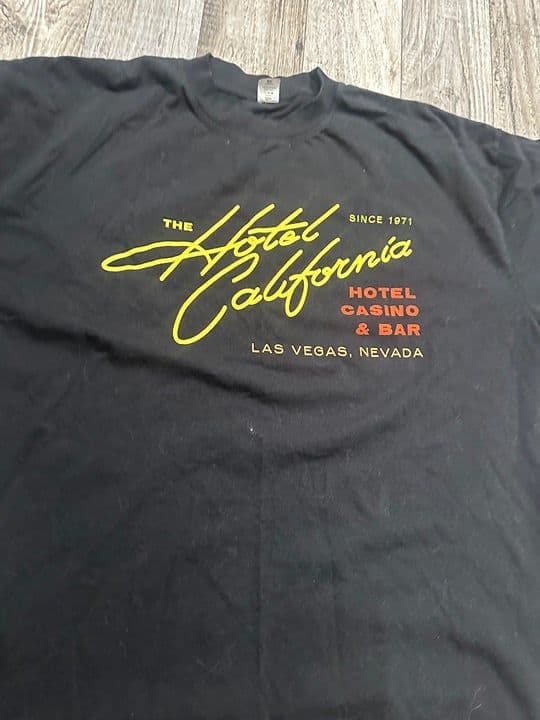 THE
Hotel
SINCE 1971
California
HOTEL
CASINO
& BAR
LAS VEGAS, NEVADA